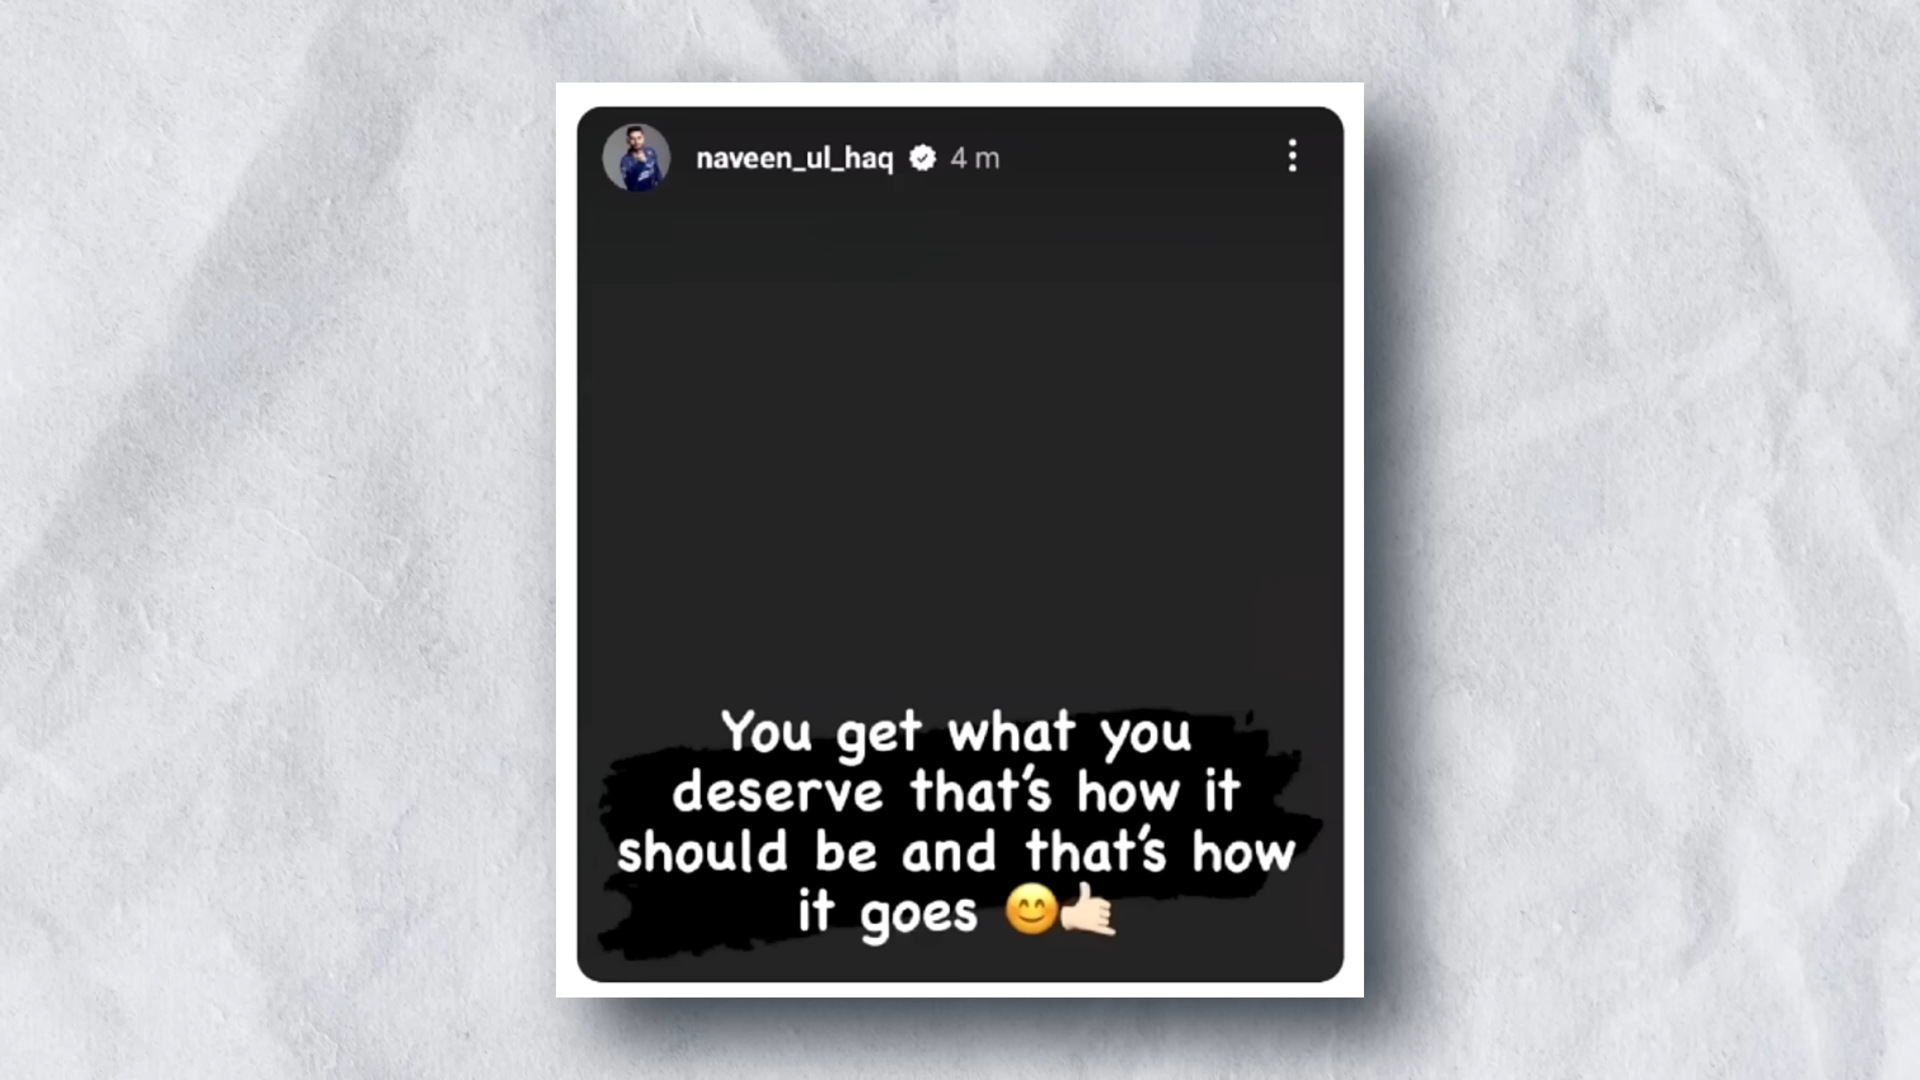 naveen_ul_haq 4 m
You get what you
deserve that's how it
should be and that's how
it goes 😊🤙🏻